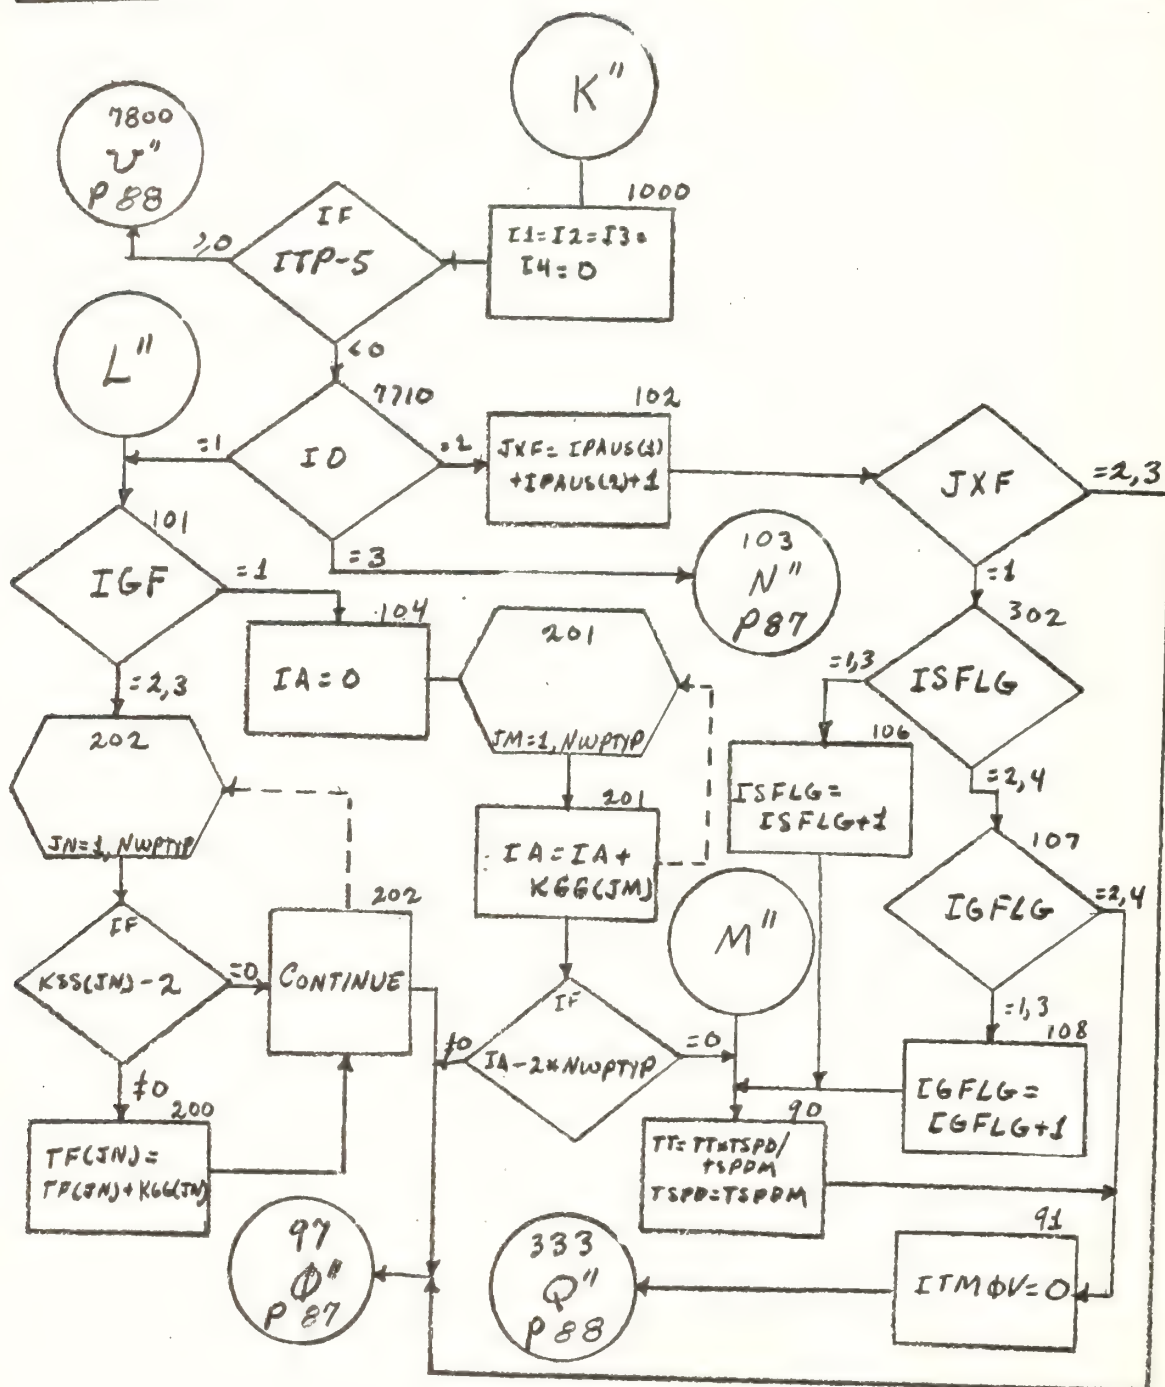 K"
7800
V"
P 88
1000
I1=I2=I3=
I4=0
IF
ITP-5
≥0
<0
L"
7710
ID
=1
=2
=3
102
JXF=IPAUS(1)
+IPAUS(2)+1
JXF
=2,3
=1
101
IGF
=1
=2,3
103
N"
P87
104
IA=0
201
JM=1, NWPTYP
302
ISFLG
=1,3
=2,4
202
JN=1, NWPTYP
106
ISFLG=
ISFLG+1
201
IA=IA+
KGG(JM)
107
IGFLG
=2,4
=1,3
M"
IF
KSS(JN)-2
=0
≠0
202
CONTINUE
IF
IA-2*NWPTYP
≠0
=0
108
IGFLG=
IGFLG+1
200
TF(JN)=
TF(JN)+KGG(JN)
90
TT=TT*TSPD/
TSPDM
TSPD=TSPDM
97
Ø"
P 87
333
Q"
P 88
91
ITMØV=0